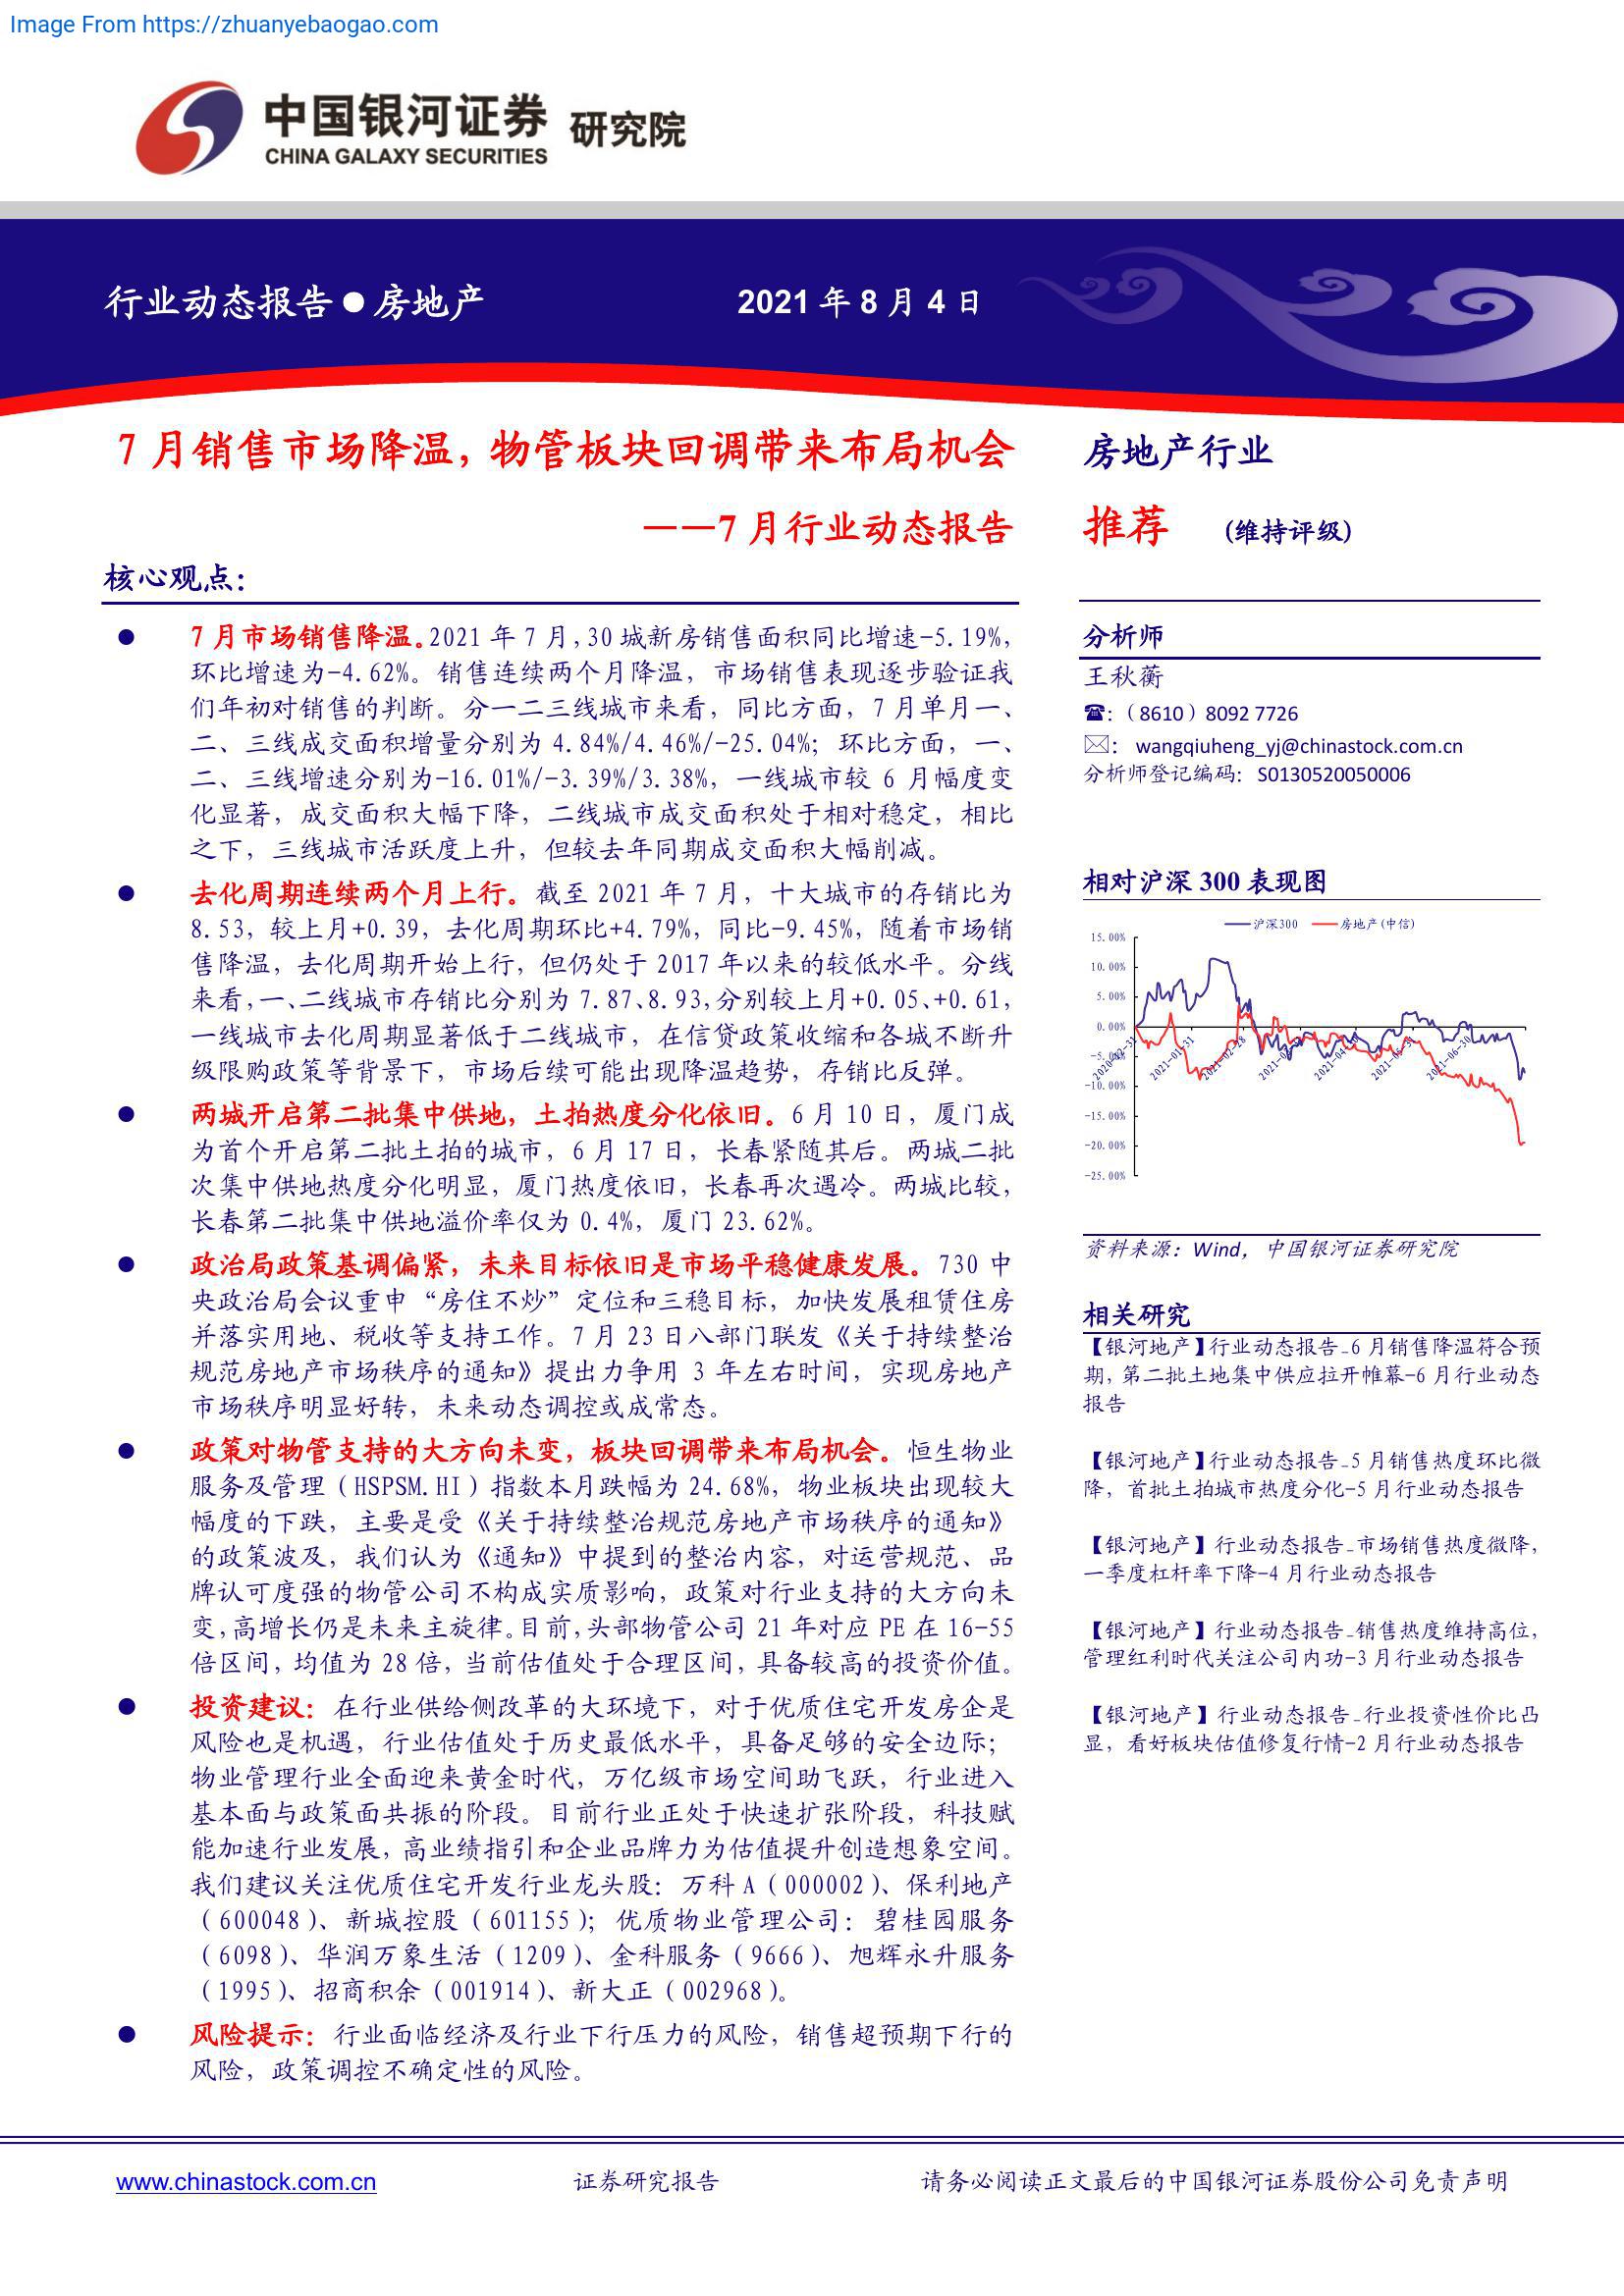 Image From https://zhuanyebaogao.com
中国银河证券 研究院
CHINA GALAXY SECURITIES
行业动态报告●房地产 2021 年 8 月 4 日
7 月销售市场降温，物管板块回调带来布局机会
——7 月行业动态报告
核心观点：
● 7 月市场销售降温。2021 年 7 月，30 城新房销售面积同比增速-5.19%，
环比增速为-4.62%。销售连续两个月降温，市场销售表现逐步验证我
们年初对销售的判断。分一二三线城市来看，同比方面，7 月单月一、
二、三线成交面积增量分别为 4.84%/4.46%/-25.04%；环比方面，一、
二、三线增速分别为-16.01%/-3.39%/3.38%，一线城市较 6 月幅度变
化显著，成交面积大幅下降，二线城市成交面积处于相对稳定，相比
之下，三线城市活跃度上升，但较去年同期成交面积大幅削减。
● 去化周期连续两个月上行。截至 2021 年 7 月，十大城市的存销比为
8.53，较上月+0.39，去化周期环比+4.79%，同比-9.45%，随着市场销
售降温，去化周期开始上行，但仍处于 2017 年以来的较低水平。分线
来看，一、二线城市存销比分别为 7.87、8.93，分别较上月+0.05、+0.61，
一线城市去化周期显著低于二线城市，在信贷政策收缩和各城不断升
级限购政策等背景下，市场后续可能出现降温趋势，存销比反弹。
● 两城开启第二批集中供地，土拍热度分化依旧。6 月 10 日，厦门成
为首个开启第二批土拍的城市，6 月 17 日，长春紧随其后。两城二批
次集中供地热度分化明显，厦门热度依旧，长春再次遇冷。两城比较，
长春第二批集中供地溢价率仅为 0.4%，厦门 23.62%。
● 政治局政策基调偏紧，未来目标依旧是市场平稳健康发展。730 中
央政治局会议重申“房住不炒”定位和三稳目标，加快发展租赁住房
并落实用地、税收等支持工作。7 月 23 日八部门联发《关于持续整治
规范房地产市场秩序的通知》提出力争用 3 年左右时间，实现房地产
市场秩序明显好转，未来动态调控或成常态。
● 政策对物管支持的大方向未变，板块回调带来布局机会。恒生物业
服务及管理（HSPSM.HI）指数本月跌幅为 24.68%，物业板块出现较大
幅度的下跌，主要是受《关于持续整治规范房地产市场秩序的通知》
的政策波及，我们认为《通知》中提到的整治内容，对运营规范、品
牌认可度强的物管公司不构成实质影响，政策对行业支持的大方向未
变，高增长仍是未来主旋律。目前，头部物管公司 21 年对应 PE 在 16-55
倍区间，均值为 28 倍，当前估值处于合理区间，具备较高的投资价值。
● 投资建议：在行业供给侧改革的大环境下，对于优质住宅开发房企是
风险也是机遇，行业估值处于历史最低水平，具备足够的安全边际；
物业管理行业全面迎来黄金时代，万亿级市场空间助飞跃，行业进入
基本面与政策面共振的阶段。目前行业正处于快速扩张阶段，科技赋
能加速行业发展，高业绩指引和企业品牌力为估值提升创造想象空间。
我们建议关注优质住宅开发行业龙头股：万科 A（000002）、保利地产
（600048）、新城控股（601155）；优质物业管理公司：碧桂园服务
（6098）、华润万象生活（1209）、金科服务（9666）、旭辉永升服务
（1995）、招商积余（001914）、新大正（002968）。
● 风险提示：行业面临经济及行业下行压力的风险，销售超预期下行的
风险，政策调控不确定性的风险。
房地产行业
推荐 （维持评级）
分析师
王秋蘅
☎：（8610）8092 7726
✉： wangqiuheng_yj@chinastock.com.cn
分析师登记编码：S0130520050006
相对沪深 300 表现图
沪深300 房地产(中信)
15.00%
10.00%
5.00%
0.00%
-5.00%
-10.00%
-15.00%
-20.00%
-25.00%
2020-12-31 2021-01-31 2021-02-28 2021-06-30
资料来源：Wind，中国银河证券研究院
相关研究
【银河地产】行业动态报告_6 月销售降温符合预
期，第二批土地集中供应拉开帷幕-6 月行业动态
报告
【银河地产】行业动态报告_5 月销售热度环比微
降，首批土拍城市热度分化-5 月行业动态报告
【银河地产】行业动态报告_市场销售热度微降，
一季度杠杆率下降-4 月行业动态报告
【银河地产】行业动态报告_销售热度维持高位，
管理红利时代关注公司内功-3 月行业动态报告
【银河地产】行业动态报告_行业投资性价比凸
显，看好板块估值修复行情-2 月行业动态报告
www.chinastock.com.cn 证券研究报告 请务必阅读正文最后的中国银河证券股份公司免责声明